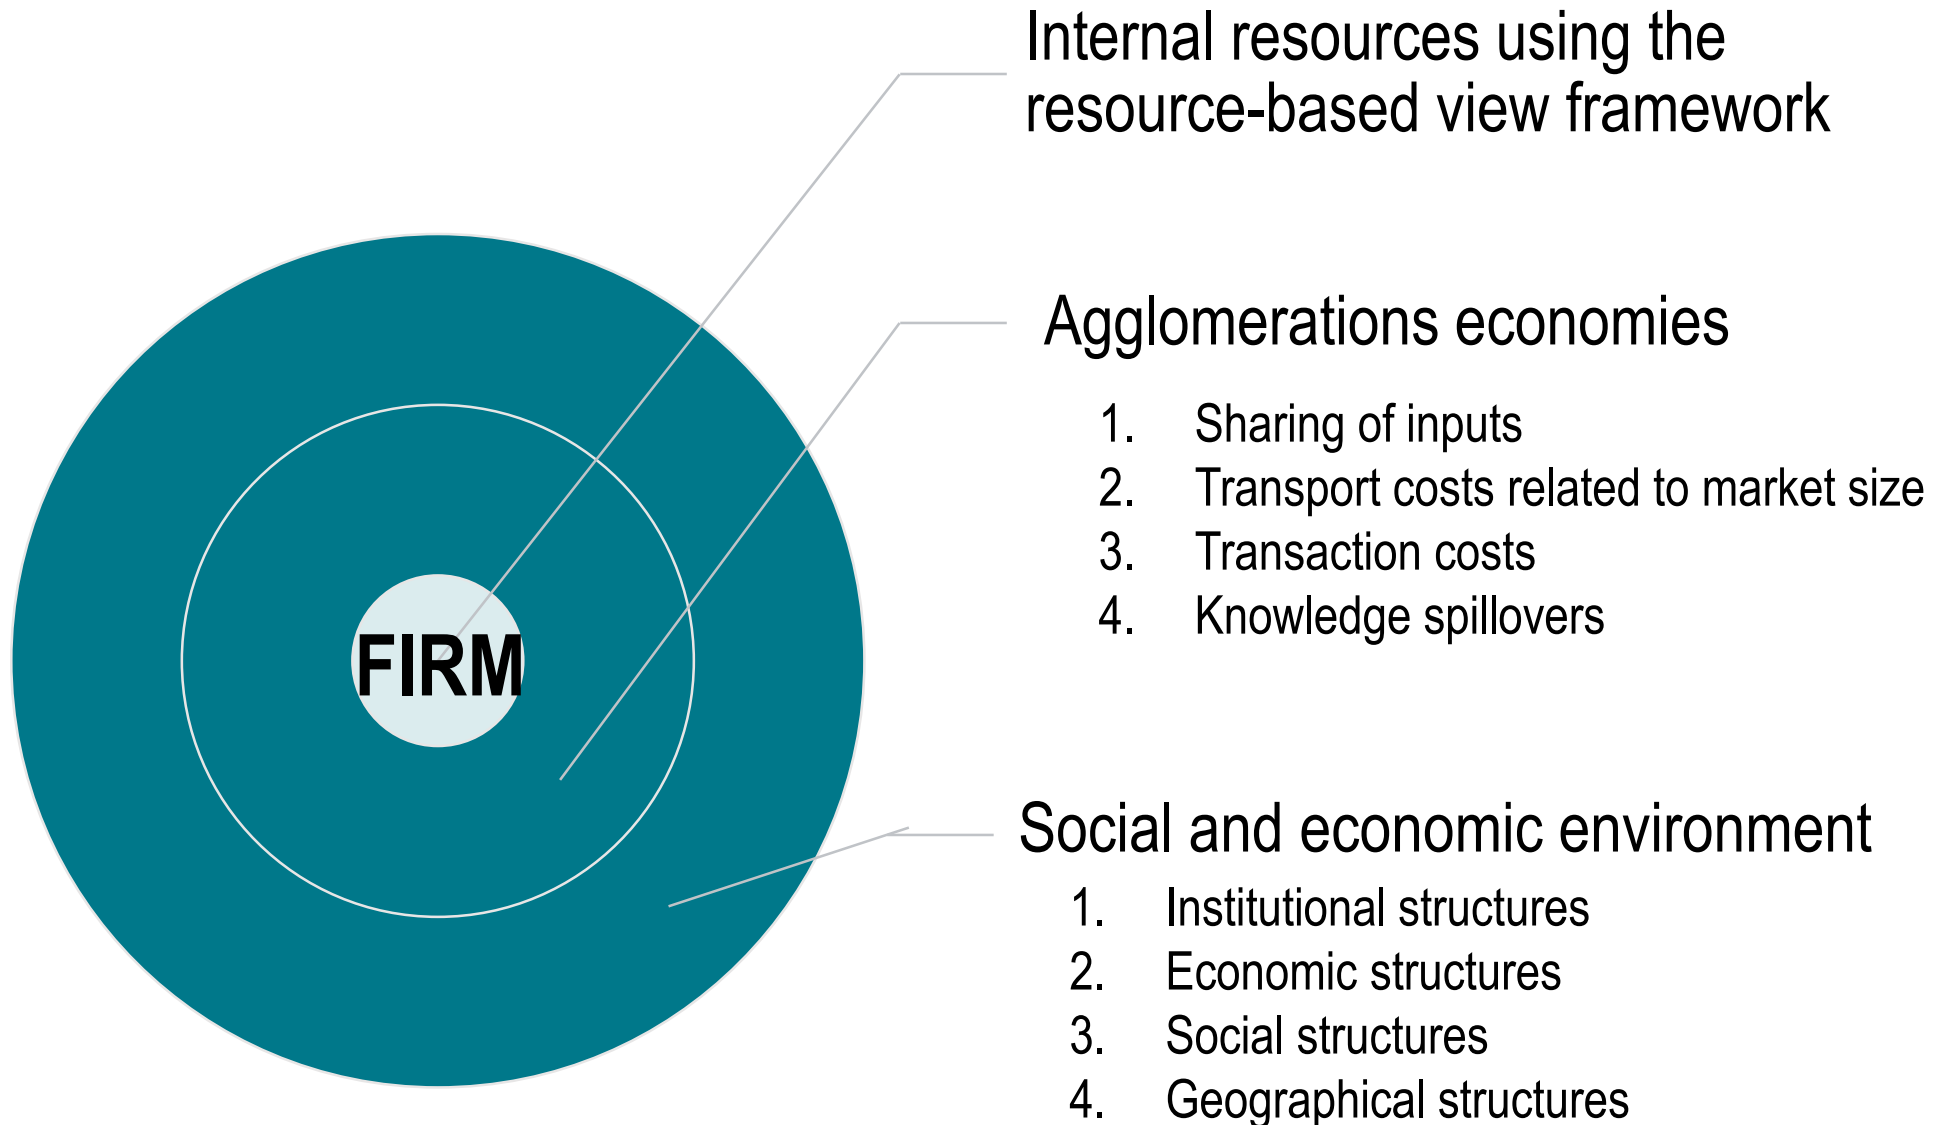 Internal resources using the
resource-based view framework
Agglomerations economies
1. Sharing of inputs
2. Transport costs related to market size
3. Transaction costs
4. Knowledge spillovers
FIRM
Social and economic environment
1. Institutional structures
2. Economic structures
3. Social structures
4. Geographical structures